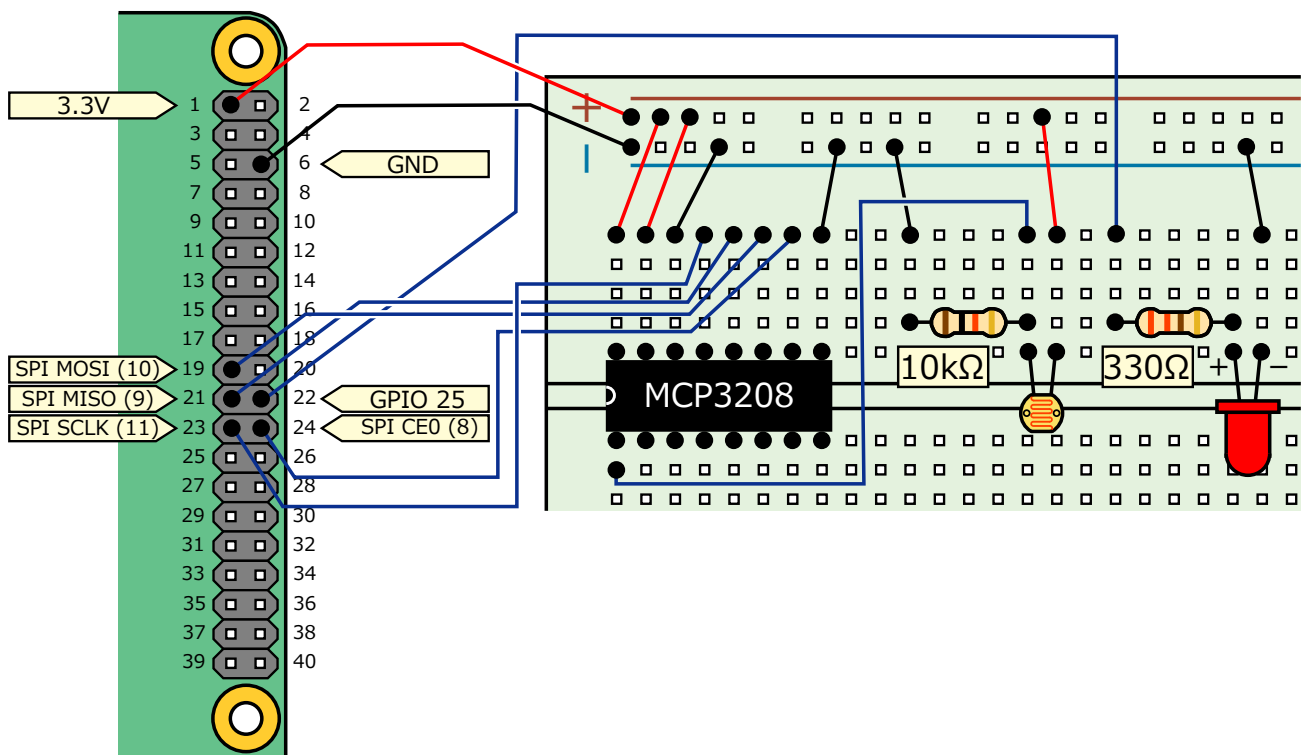 3.3V
1 2
3 4
5 6
GND
7 8
9 10
11 12
13 14
15 16
17 18
SPI MOSI (10)
19 20
SPI MISO (9)
21 22
GPIO 25
SPI SCLK (11)
23 24
SPI CE0 (8)
25 26
27 28
29 30
31 32
33 34
35 36
37 38
39 40
+
−
MCP3208
10kΩ
330Ω
+ −